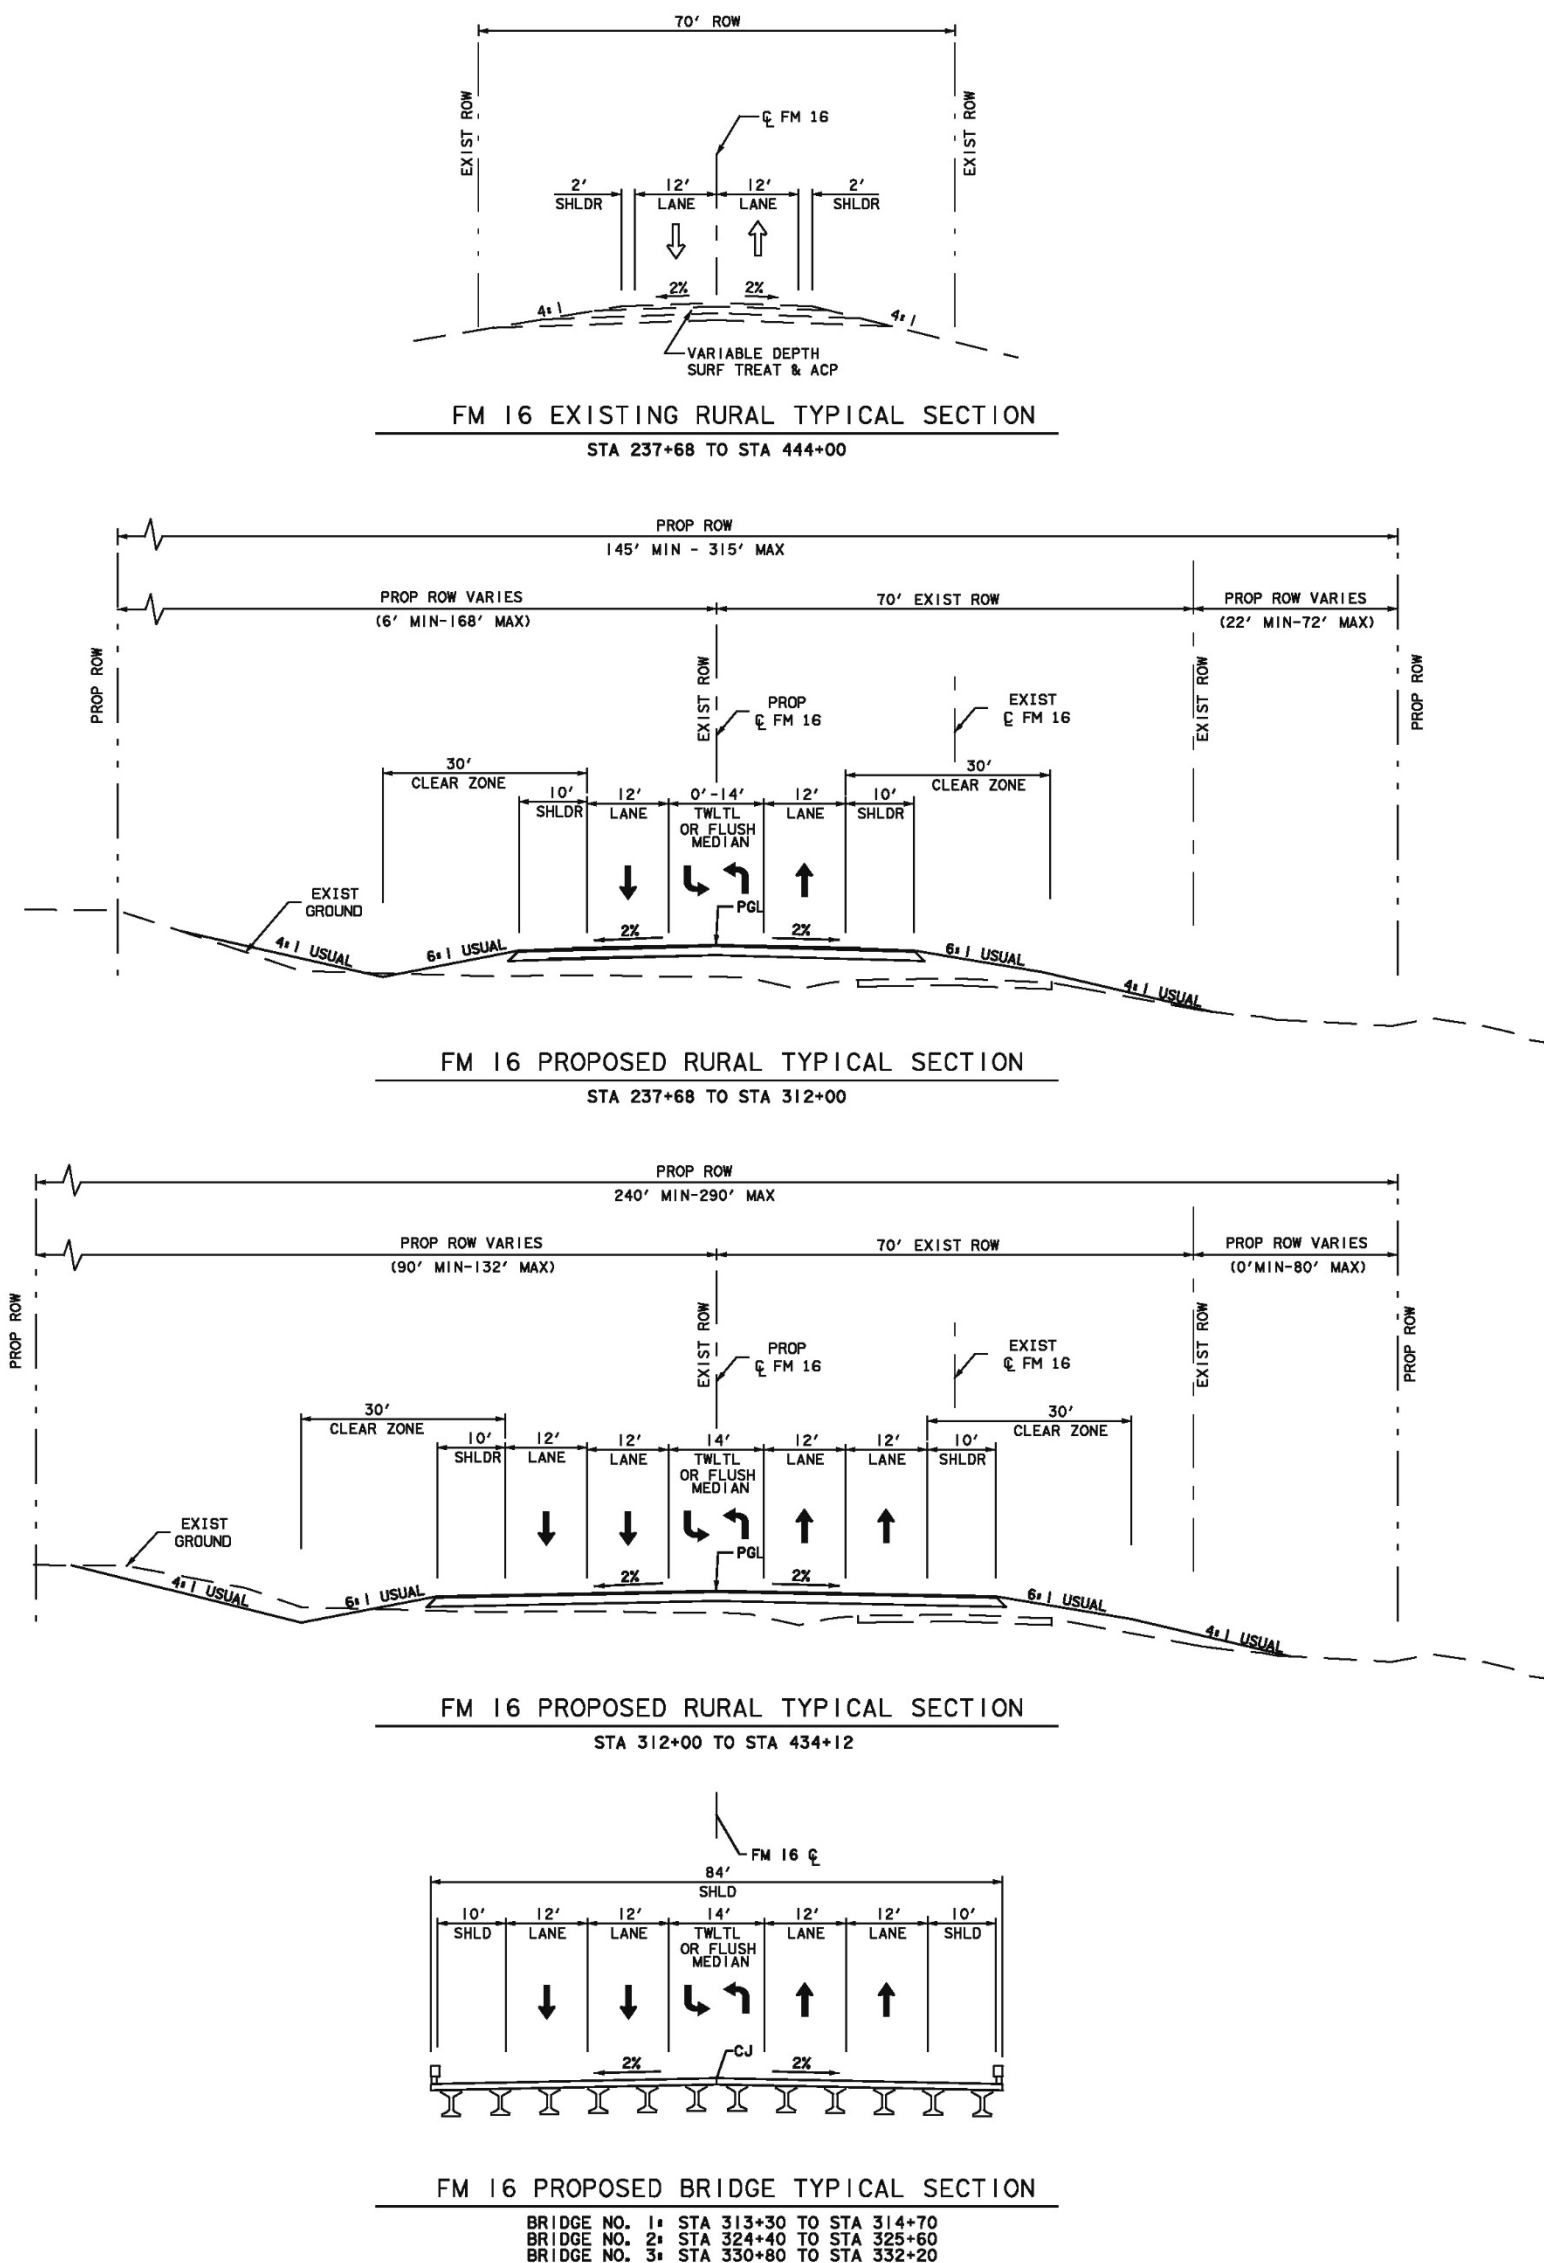 70' ROW
EXIST ROW
EXIST ROW
℄ FM 16
2' 12' 12' 2'
SHLDR LANE LANE SHLDR
2% 2%
4:1
4:1
VARIABLE DEPTH
SURF TREAT & ACP
FM 16 EXISTING RURAL TYPICAL SECTION
STA 237+68 TO STA 444+00
PROP ROW
145' MIN - 315' MAX
PROP ROW VARIES 70' EXIST ROW PROP ROW VARIES
(6' MIN-168' MAX) (22' MIN-72' MAX)
PROP ROW
EXIST ROW
EXIST ROW
PROP ROW
PROP
℄ FM 16
EXIST
℄ FM 16
30'
CLEAR ZONE
30'
CLEAR ZONE
10' 12' 0'-14' 12' 10'
SHLDR LANE TWLTL LANE SHLDR
OR FLUSH
MEDIAN
EXIST
GROUND
PGL
4:1 USUAL
6:1 USUAL
2% 2%
6:1 USUAL
4:1 USUAL
FM 16 PROPOSED RURAL TYPICAL SECTION
STA 237+68 TO STA 312+00
PROP ROW
240' MIN-290' MAX
PROP ROW VARIES 70' EXIST ROW PROP ROW VARIES
(90' MIN-132' MAX) (0'MIN-80' MAX)
PROP ROW
EXIST ROW
EXIST ROW
PROP ROW
PROP
℄ FM 16
EXIST
℄ FM 16
30'
CLEAR ZONE
30'
CLEAR ZONE
10' 12' 12' 14' 12' 12' 10'
SHLDR LANE LANE TWLTL LANE LANE SHLDR
OR FLUSH
MEDIAN
EXIST
GROUND
PGL
4:1 USUAL
6:1 USUAL
2% 2%
6:1 USUAL
4:1 USUAL
FM 16 PROPOSED RURAL TYPICAL SECTION
STA 312+00 TO STA 434+12
FM 16 ℄
84'
SHLD
10' 12' 12' 14' 12' 12' 10'
SHLD LANE LANE TWLTL LANE LANE SHLD
OR FLUSH
MEDIAN
CJ
2% 2%
FM 16 PROPOSED BRIDGE TYPICAL SECTION
BRIDGE NO. 1: STA 313+30 TO STA 314+70
BRIDGE NO. 2: STA 324+40 TO STA 325+60
BRIDGE NO. 3: STA 330+80 TO STA 332+20